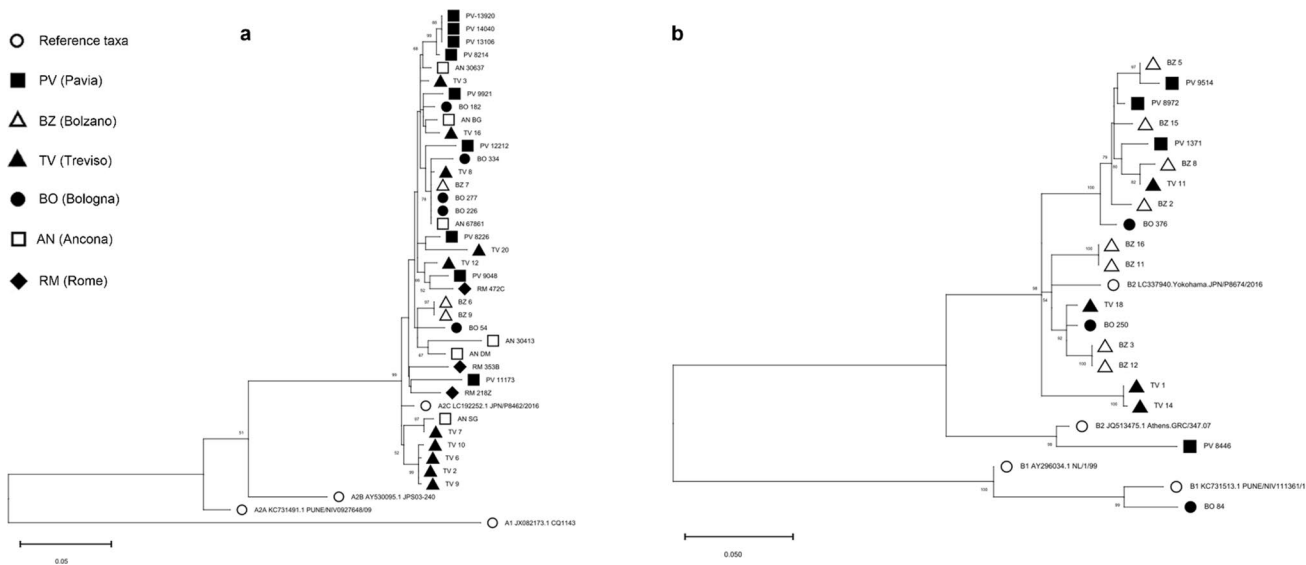 Reference taxa
PV (Pavia)
BZ (Bolzano)
TV (Treviso)
BO (Bologna)
AN (Ancona)
RM (Rome)
a
PV-13920
PV 14040
PV 13106
PV 8214
AN 30637
TV 3
PV 9921
BO 182
AN BG
TV 16
PV 12212
BO 334
TV 8
BZ 7
BO 277
BO 226
AN 67861
PV 8226
TV 20
TV 12
PV 9048
RM 472C
BZ 6
BZ 9
BO 54
AN 30413
AN DM
RM 353B
PV 11173
RM 218Z
A2C LC192252.1 JPN/P8462/2016
AN SG
TV 7
TV 10
TV 6
TV 2
TV 9
A2B AY530095.1 JPS03-240
A2A KC731491.1 PUNE/NIV0927648/09
A1 JX082173.1 CQ1143
0.05
b
BZ 5
PV 9514
PV 8972
BZ 15
PV 1371
BZ 8
TV 11
BZ 2
BO 376
BZ 16
BZ 11
B2 LC337940.Yokohama.JPN/P8674/2016
TV 18
BO 250
BZ 3
BZ 12
TV 1
TV 14
B2 JQ513475.1 Athens.GRC/347.07
PV 8446
B1 AY296034.1 NL/1/99
B1 KC731513.1 PUNE/NIV111361/1
BO 84
0.050